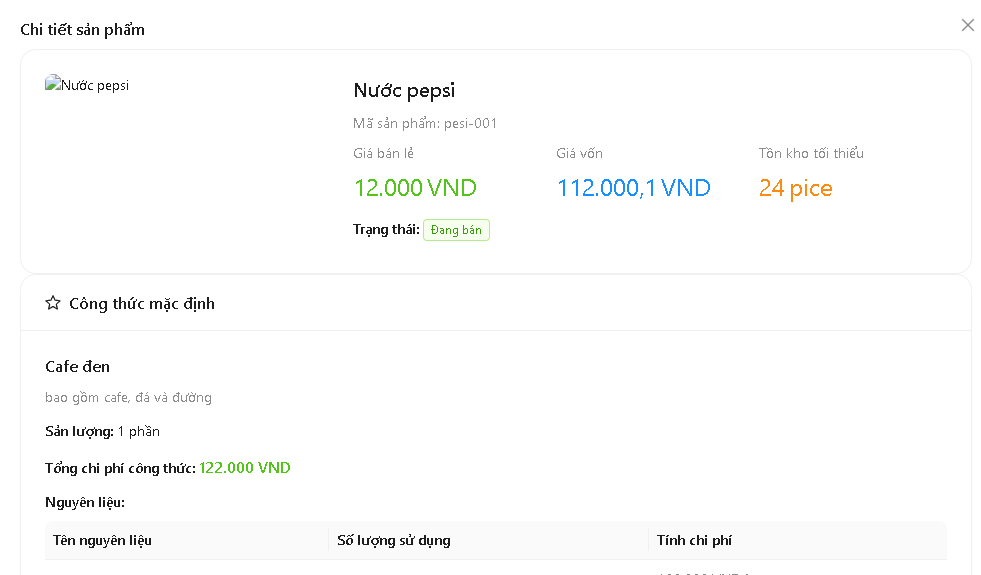 Chi tiết sản phẩm
Nước pepsi
Nước pepsi
Mã sản phẩm: pesi-001
Giá bán lẻ Giá vốn Tồn kho tối thiểu
12.000 VND 112.000,1 VND 24 pice
Trạng thái: Đang bán
Công thức mặc định
Cafe đen
bao gồm cafe, đá và đường
Sản lượng: 1 phần
Tổng chi phí công thức: 122.000 VND
Nguyên liệu:
Tên nguyên liệu Số lượng sử dụng Tính chi phí